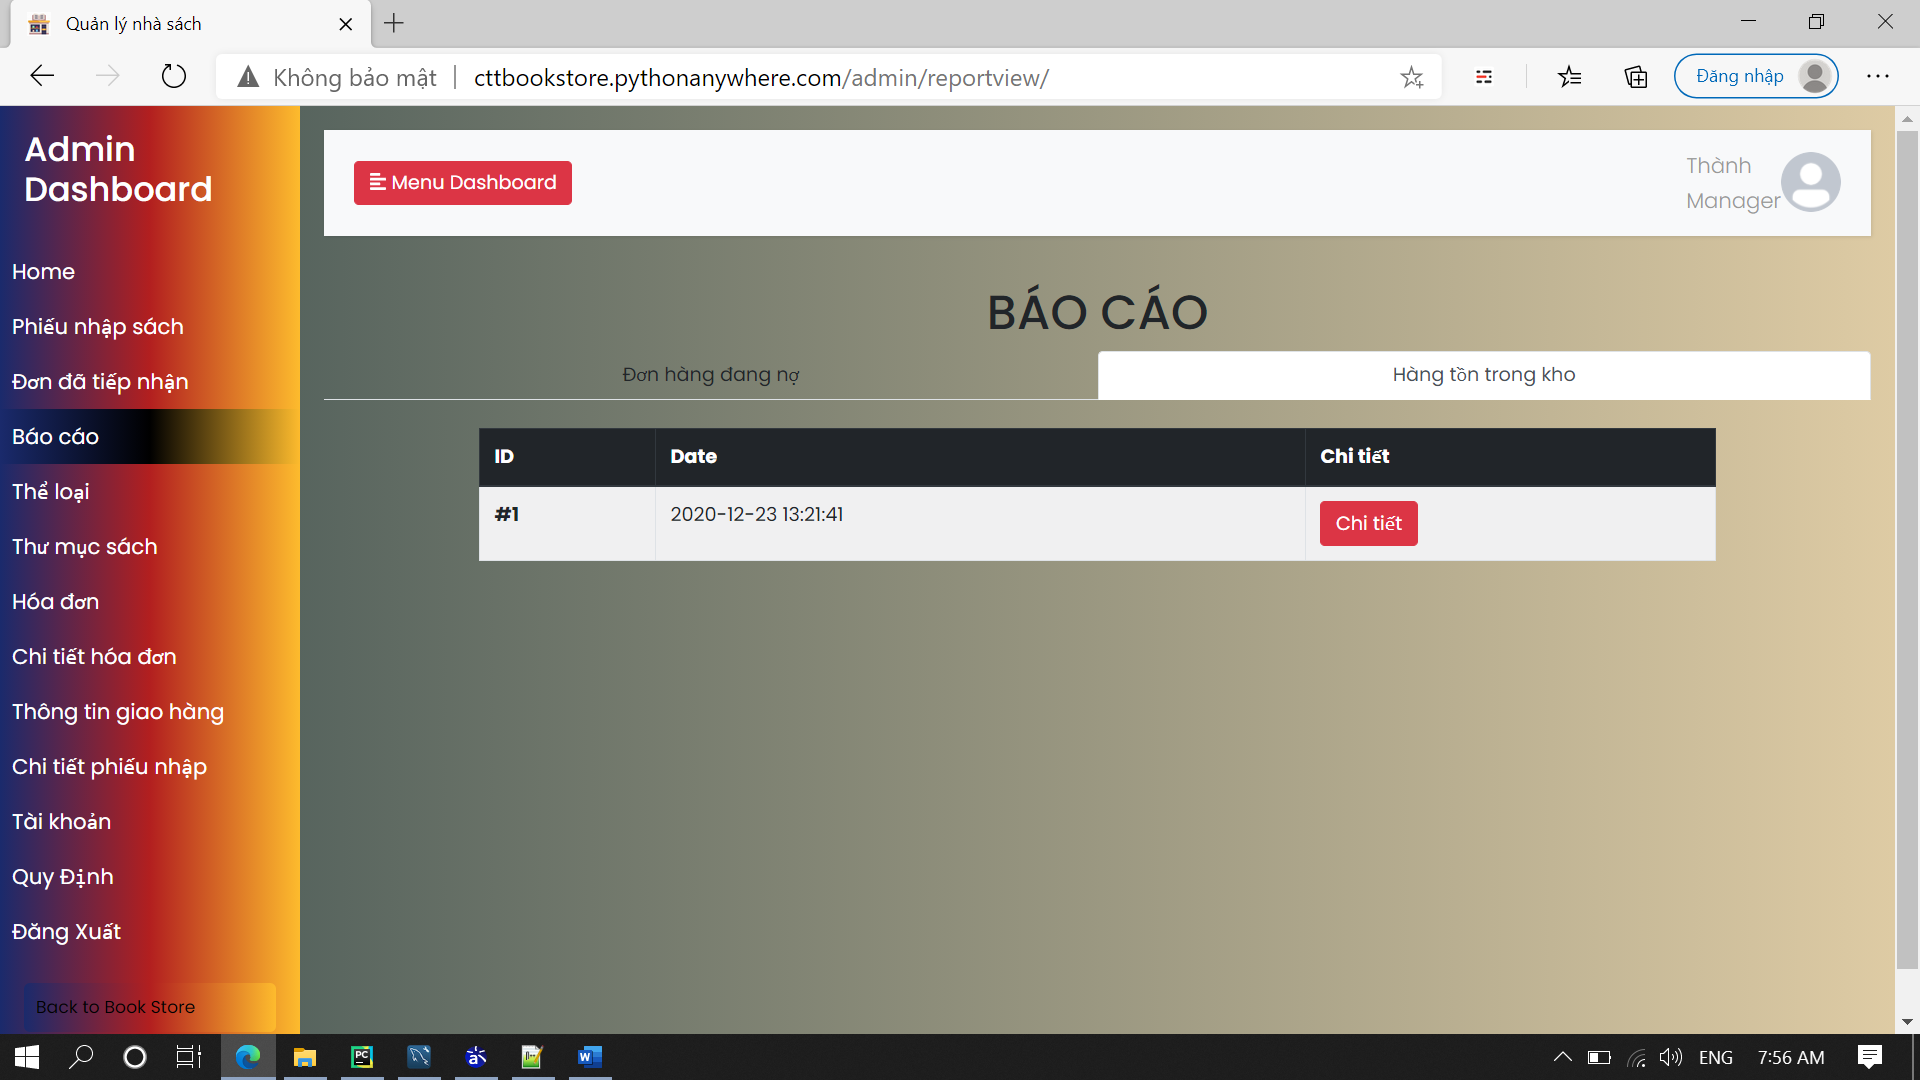 Quản lý nhà sách
Không bảo mật
cttbookstore.pythonanywhere.com/admin/reportview/
Đăng nhập
Admin
Dashboard
Home
Phiếu nhập sách
Đơn đã tiếp nhận
Báo cáo
Thể loại
Thư mục sách
Hóa đơn
Chi tiết hóa đơn
Thông tin giao hàng
Chi tiết phiếu nhập
Tài khoản
Quy Định
Đăng Xuất
Back to Book Store
Menu Dashboard
Thành
Manager
BÁO CÁO
Đơn hàng đang nợ
Hàng tồn trong kho
ID Date Chi tiết
#1 2020-12-23 13:21:41 Chi tiết
ENG 7:56 AM